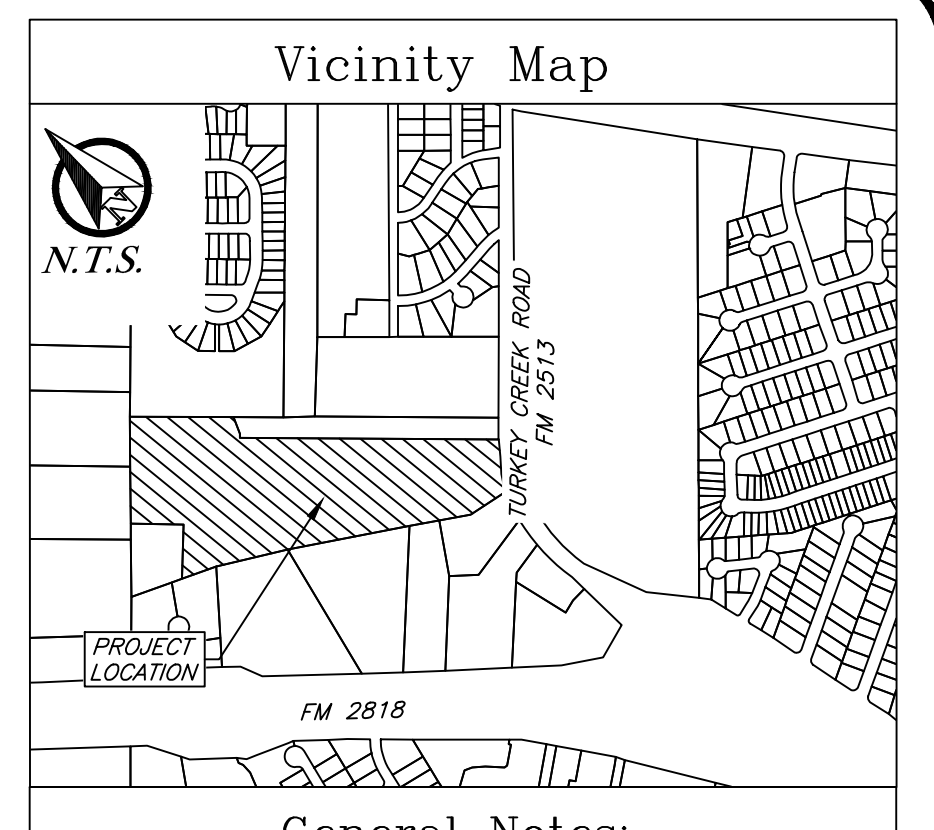 Vicinity Map
N
N.T.S.
TURKEY CREEK ROAD
FM 2513
PROJECT
LOCATION
FM 2818
General Notes: